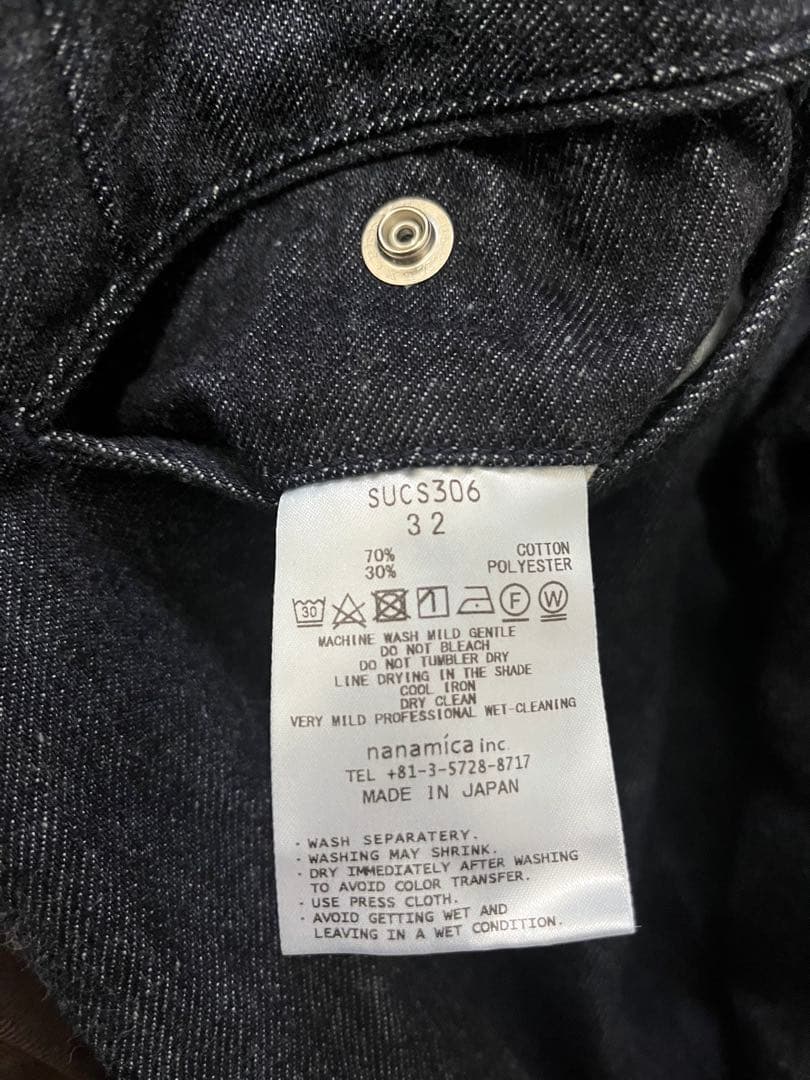 SUCS306
32
70% COTTON
30% POLYESTER
30 F W
MACHINE WASH MILD GENTLE
DO NOT BLEACH
DO NOT TUMBLER DRY
LINE DRYING IN THE SHADE
COOL IRON
DRY CLEAN
VERY MILD PROFESSIONAL WET-CLEANING
nanamica inc.
TEL +81-3-5728-8717
MADE IN JAPAN
· WASH SEPARATERY.
· WASHING MAY SHRINK.
· DRY IMMEDIATELY AFTER WASHING
TO AVOID COLOR TRANSFER.
· USE PRESS CLOTH.
· AVOID GETTING WET AND
LEAVING IN A WET CONDITION.